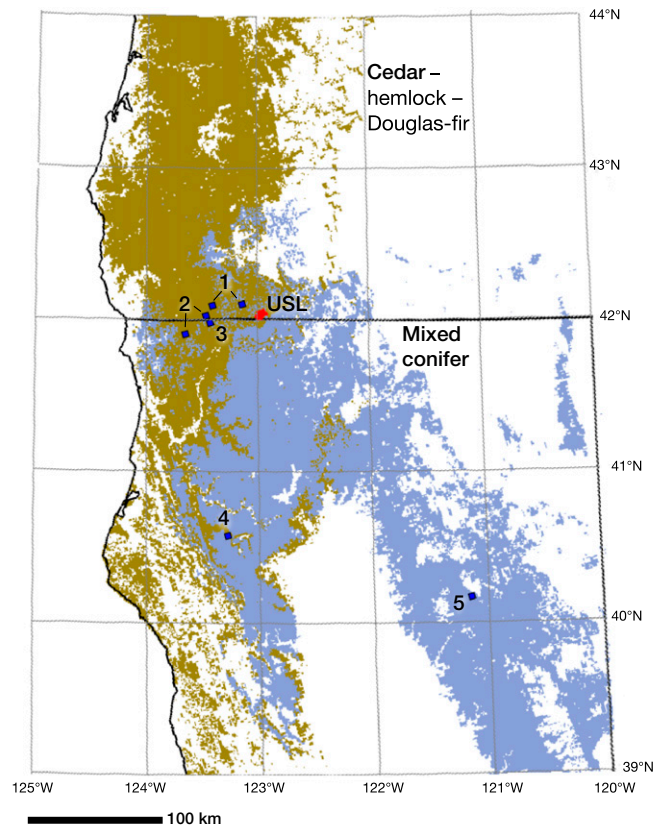 44°N
Cedar –
hemlock –
Douglas-fir
43°N
1
2
USL
42°N
3
Mixed
conifer
41°N
4
5
40°N
39°N
125°W
124°W
123°W
122°W
121°W
120°W
100 km